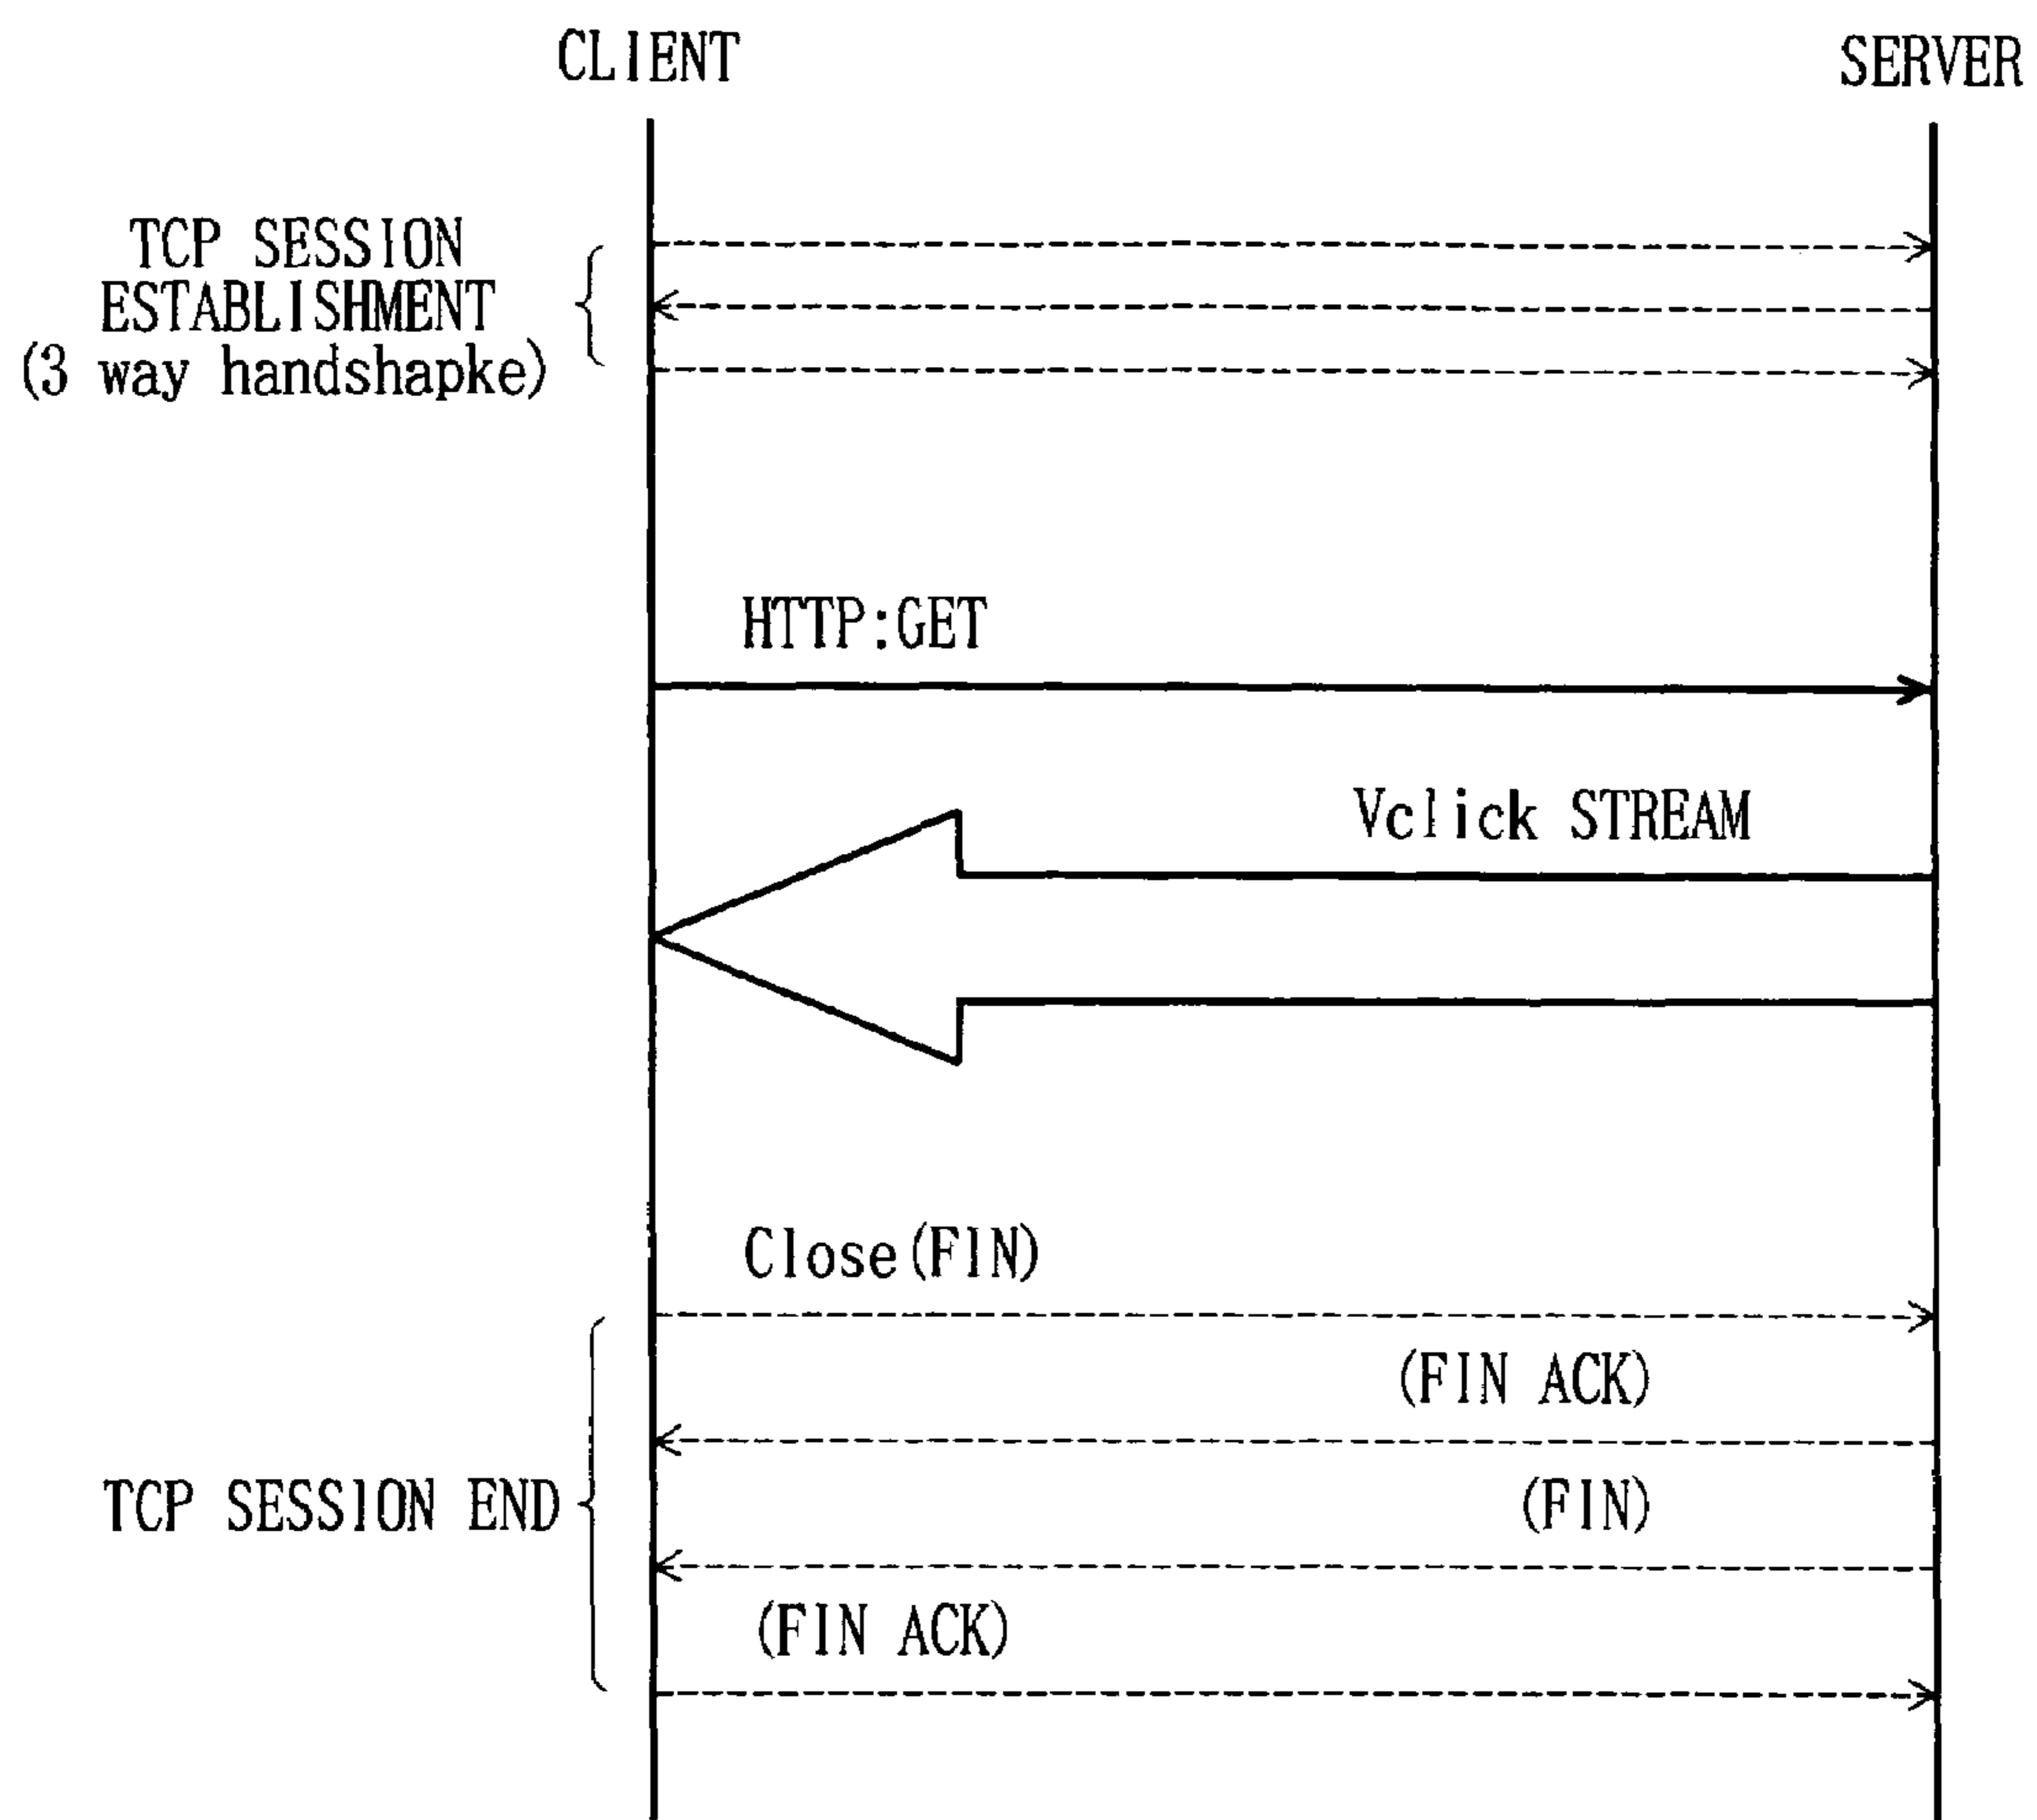 CLIENT
SERVER
TCP SESSION
ESTABLISHMENT
(3 way handshapke)
HTTP:GET
Vclick STREAM
Close(FIN)
(FIN ACK)
TCP SESSION END
(FIN)
(FIN ACK)